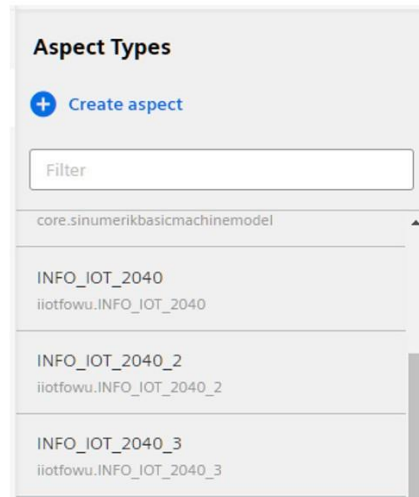 Aspect Types
Create aspect
Filter
core.sinumerikbasicmachinemodel
INFO_IOT_2040
iiotfowu.INFO_IOT_2040
INFO_IOT_2040_2
iiotfowu.INFO_IOT_2040_2
INFO_IOT_2040_3
iiotfowu.INFO_IOT_2040_3